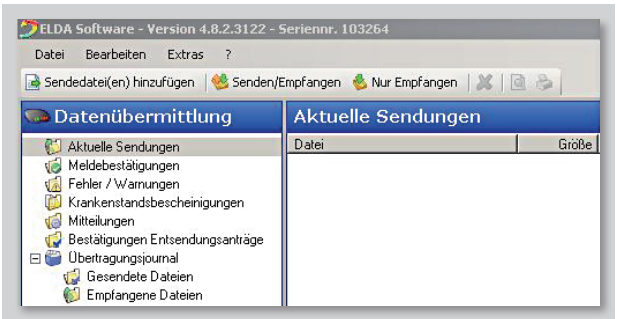 ELDA Software - Version 4.8.2.3122 - Seriennr. 103264
Datei Bearbeiten Extras ?
Sendedatei(en) hinzufügen Senden/Empfangen Nur Empfangen
Datenübermittlung
Aktuelle Sendungen
Meldebestätigungen
Fehler / Warnungen
Krankenstandsbescheinigungen
Mitteilungen
Bestätigungen Entsendungsanträge
Übertragungsjournal
Gesendete Dateien
Empfangene Dateien
Aktuelle Sendungen
Datei Größe